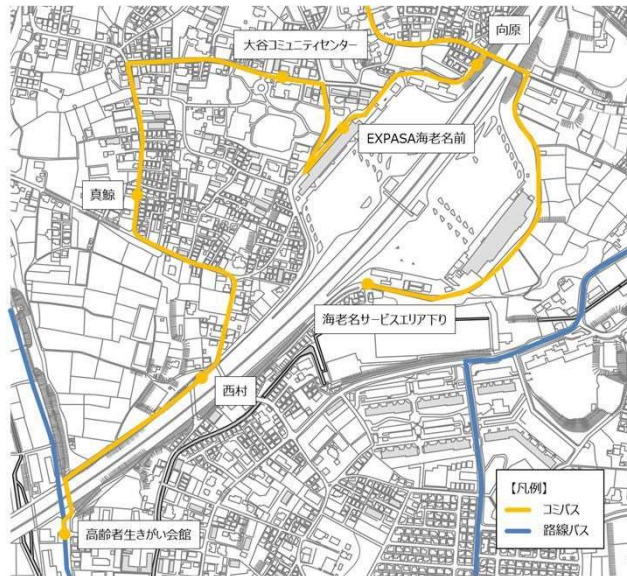 向原
大谷コミュニティセンター
EXPASA海老名前
真鯨
海老名サービスエリア下り
西村
高齢者生きがい会館
【凡例】
コミバス
路線バス